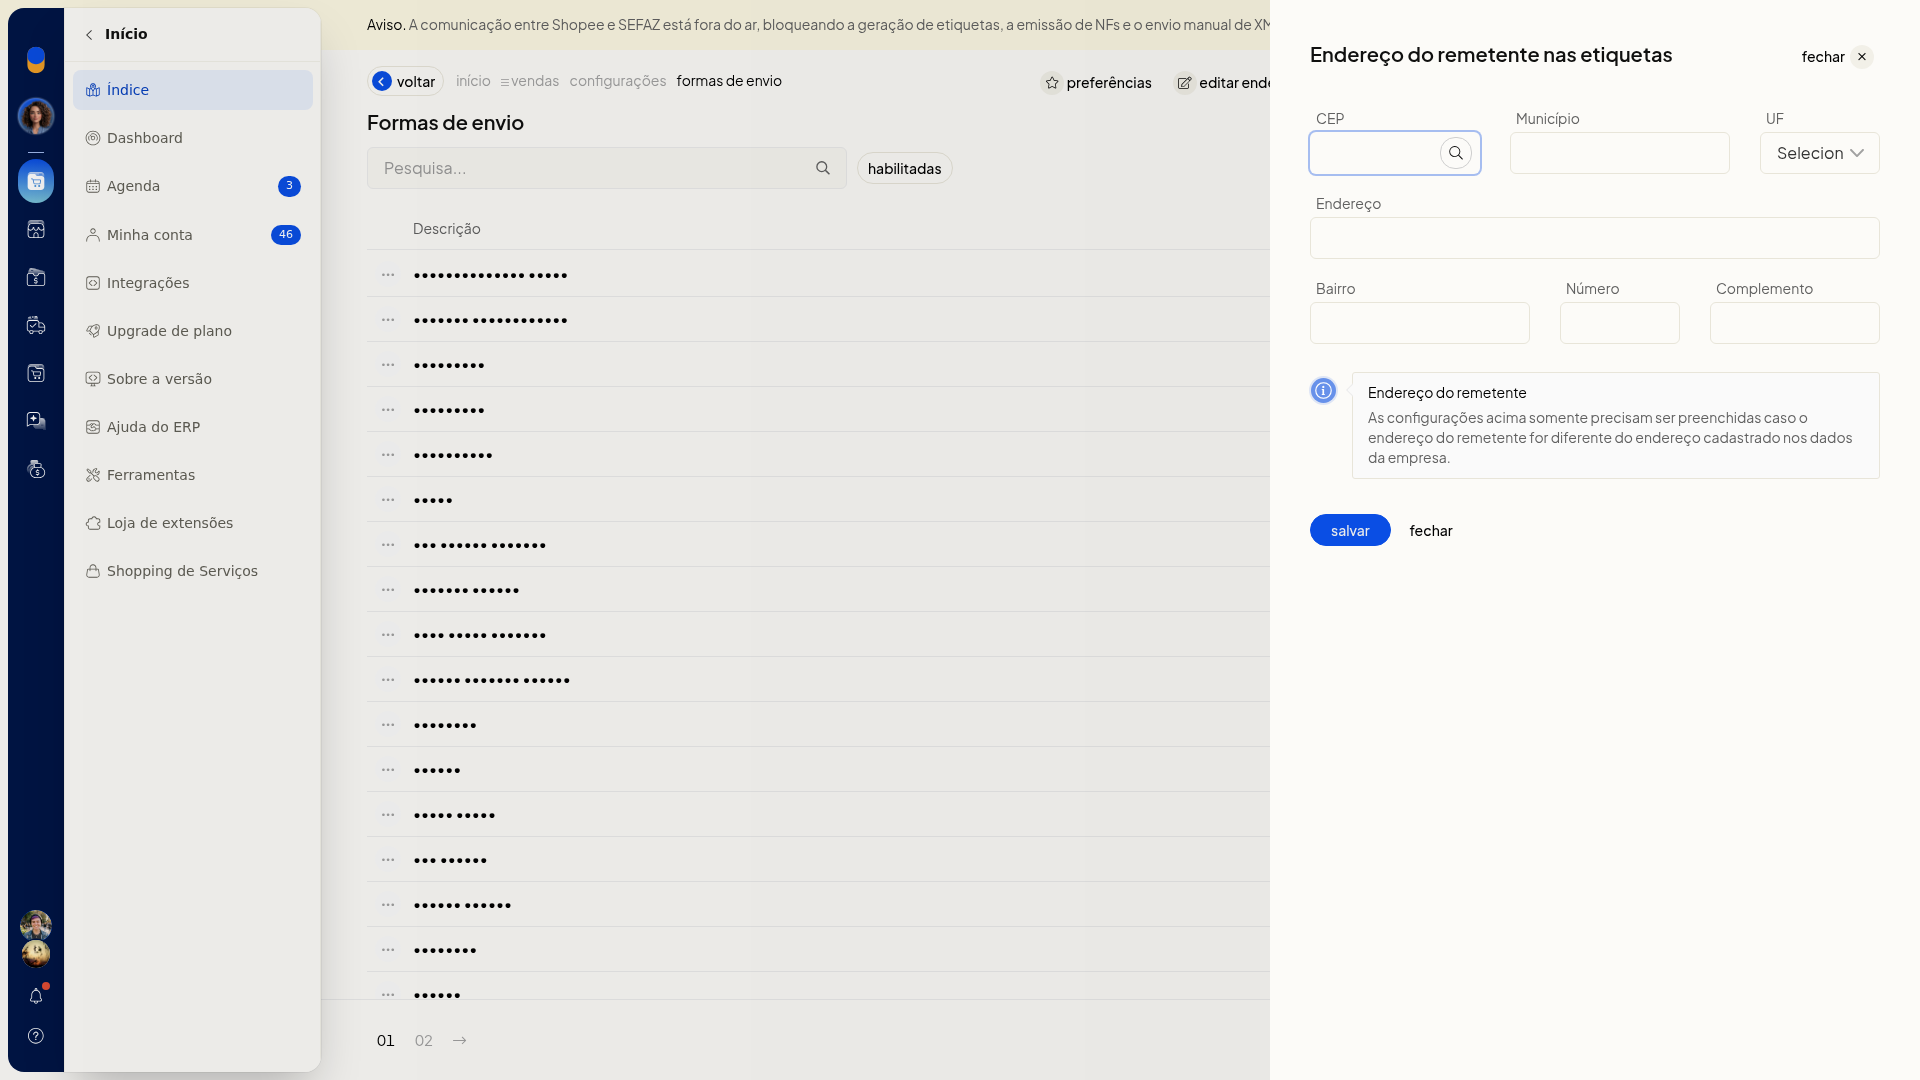 Início
Índice
Dashboard
Agenda
3
Minha conta
46
Integrações
Upgrade de plano
Sobre a versão
Ajuda do ERP
Ferramentas
Loja de extensões
Shopping de Serviços
Aviso. A comunicação entre Shopee e SEFAZ está fora do ar, bloqueando a geração de etiquetas, a emissão de NFs e o envio manual de XM
voltar início vendas configurações formas de envio
preferências editar ende
Formas de envio
Pesquisa...
habilitadas
Descrição
•••••••••••••• •••••
••••••• ••••••••••••
•••••••••
•••••••••
••••••••••
•••••
••• •••••• •••••••
••••••• ••••••
•••• ••••• •••••••
•••••• ••••••• ••••••
••••••••
••••••
••••• •••••
••• ••••••
•••••• ••••••
••••••••
••••••
01 02 →
Endereço do remetente nas etiquetas
fechar
CEP Município UF
Selecion
Endereço
Bairro Número Complemento
Endereço do remetente
As configurações acima somente precisam ser preenchidas caso o
endereço do remetente for diferente do endereço cadastrado nos dados
da empresa.
salvar fechar